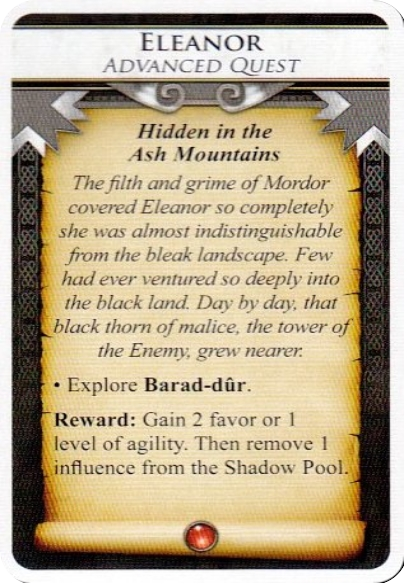 ELEANOR
ADVANCED QUEST
Hidden in the
Ash Mountains
The filth and grime of Mordor
covered Eleanor so completely
she was almost indistinguishable
from the bleak landscape. Few
had ever ventured so deeply into
the black land. Day by day, that
black thorn of malice, the tower of
the Enemy, grew nearer.
• Explore Barad-dûr.
Reward: Gain 2 favor or 1
level of agility. Then remove 1
influence from the Shadow Pool.